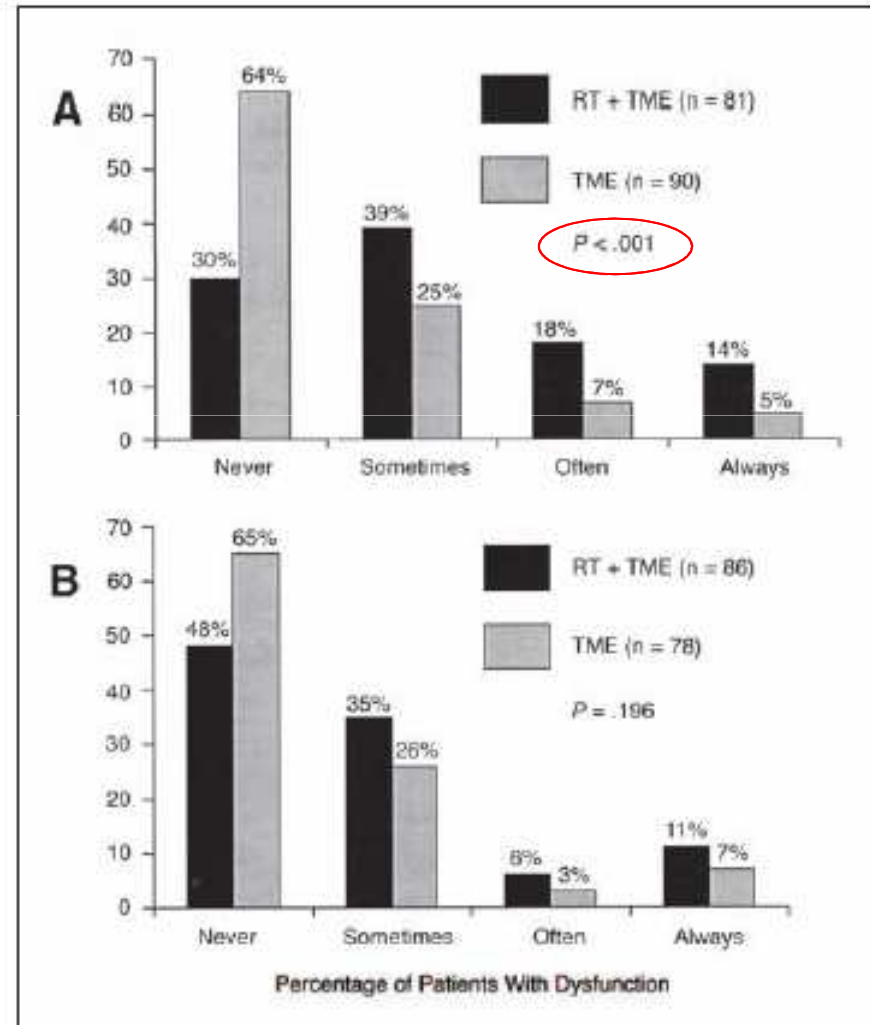 A
70
60
50
40
30
20
10
0
30%
64%
39%
25%
18%
7%
14%
5%
RT + TME (n = 81)
TME (n = 90)
P < .001
Never Sometimes Often Always
B
70
60
50
40
30
20
10
0
48%
65%
35%
26%
6%
3%
11%
7%
RT + TME (n = 86)
TME (n = 78)
P = .196
Never Sometimes Often Always
Percentage of Patients With Dysfunction